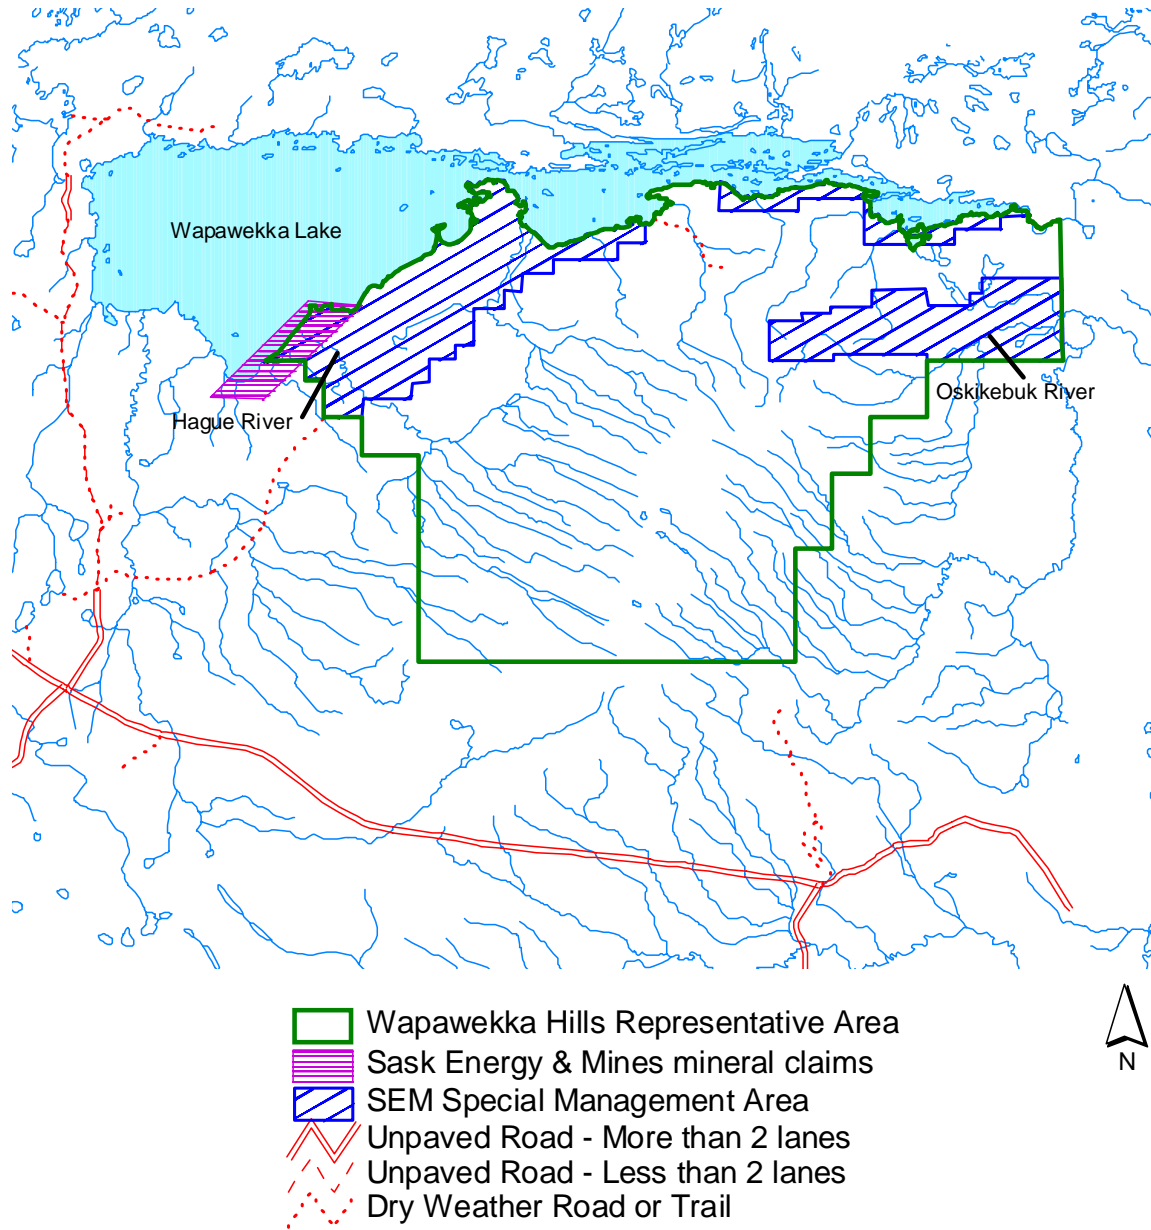 Wapawekka Lake
Oskikebuk River
Hague River
Wapawekka Hills Representative Area
Sask Energy & Mines mineral claims
N
SEM Special Management Area
Unpaved Road - More than 2 lanes
Unpaved Road - Less than 2 lanes
Dry Weather Road or Trail